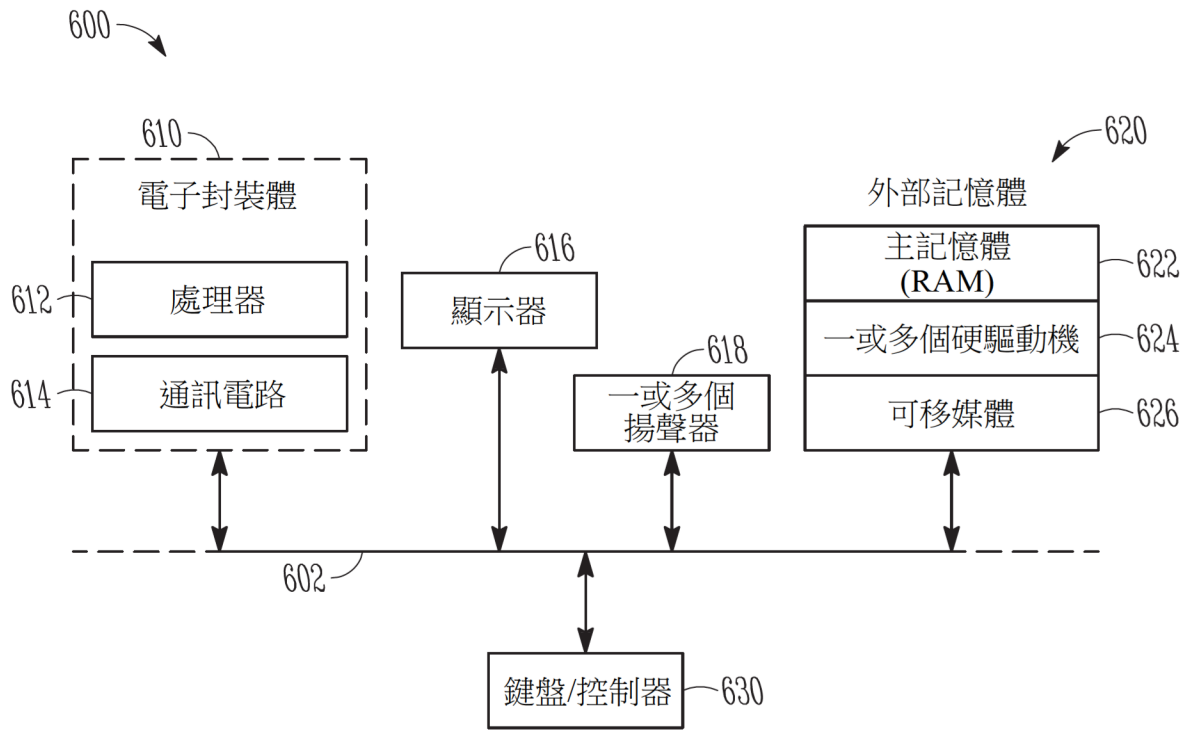 600
610
620
電子封裝體
外部記憶體
616
主記憶體
(RAM)
622
612
處理器
顯示器
618
一或多個硬驅動機
624
614
通訊電路
一或多個
揚聲器
可移媒體
626
602
鍵盤/控制器
630